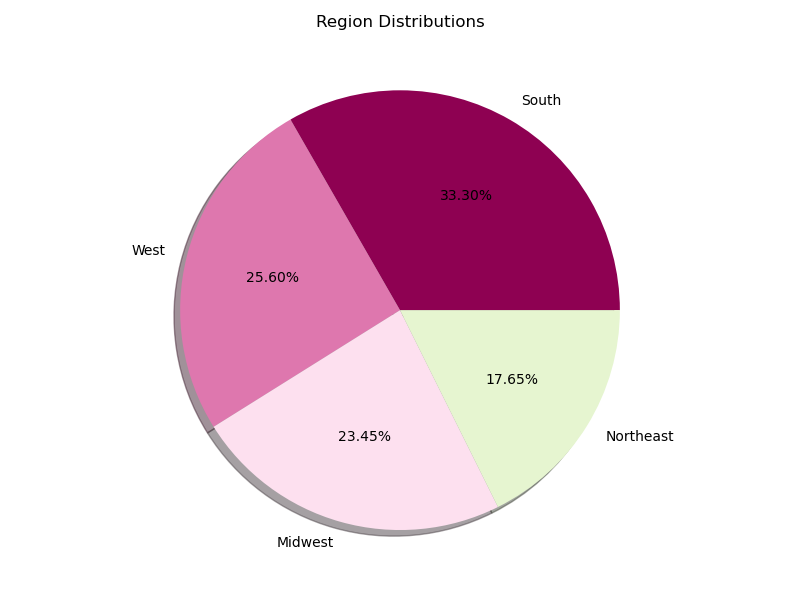 Region Distributions
South
33.30%
West
25.60%
17.65%
23.45%
Northeast
Midwest